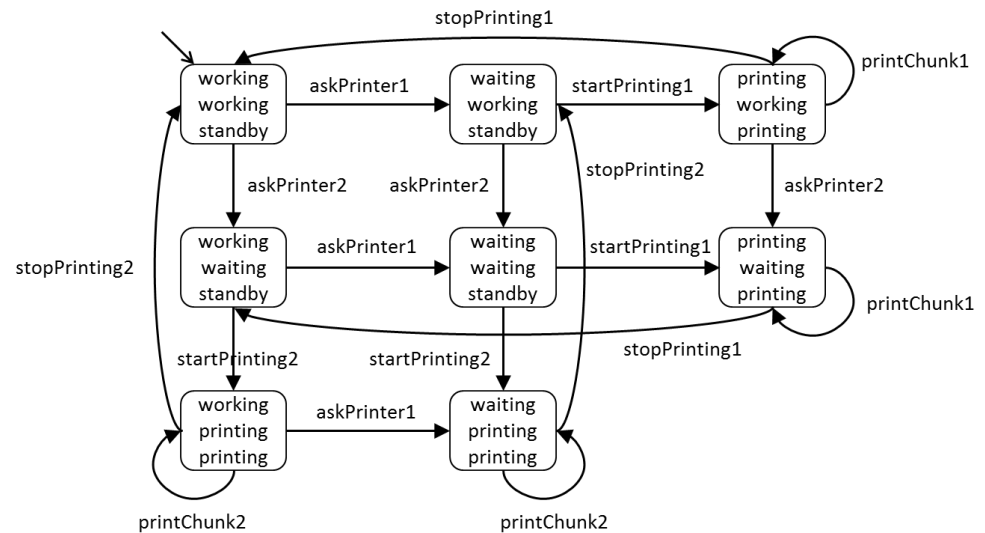 stopPrinting1
printChunk1
working
working
standby
askPrinter1
waiting
working
standby
startPrinting1
printing
working
printing
askPrinter2
askPrinter2
stopPrinting2
askPrinter2
stopPrinting2
working
waiting
standby
askPrinter1
waiting
waiting
standby
startPrinting1
printing
waiting
printing
printChunk1
stopPrinting1
startPrinting2
startPrinting2
working
printing
printing
askPrinter1
waiting
printing
printing
printChunk2
printChunk2